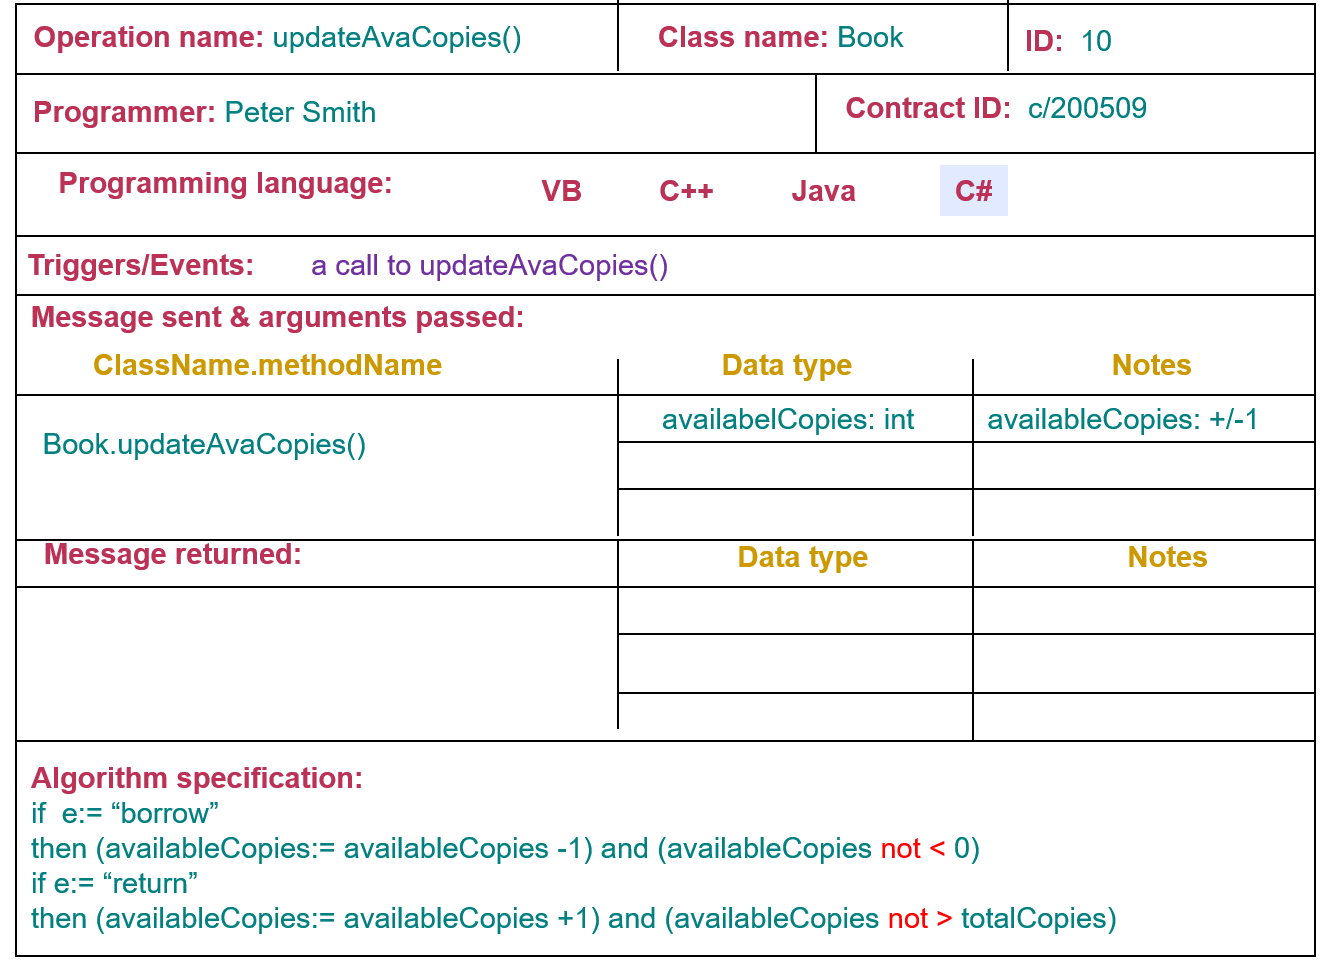 Operation name: updateAvaCopies() Class name: Book ID: 10
Programmer: Peter Smith Contract ID: c/200509
Programming language: VB C++ Java C#
Triggers/Events: a call to updateAvaCopies()
Message sent & arguments passed:
ClassName.methodName Data type Notes
availabelCopies: int availableCopies: +/-1
Book.updateAvaCopies()
Message returned: Data type Notes
Algorithm specification:
if e:= “borrow”
then (availableCopies:= availableCopies -1) and (availableCopies not < 0)
if e:= “return”
then (availableCopies:= availableCopies +1) and (availableCopies not > totalCopies)